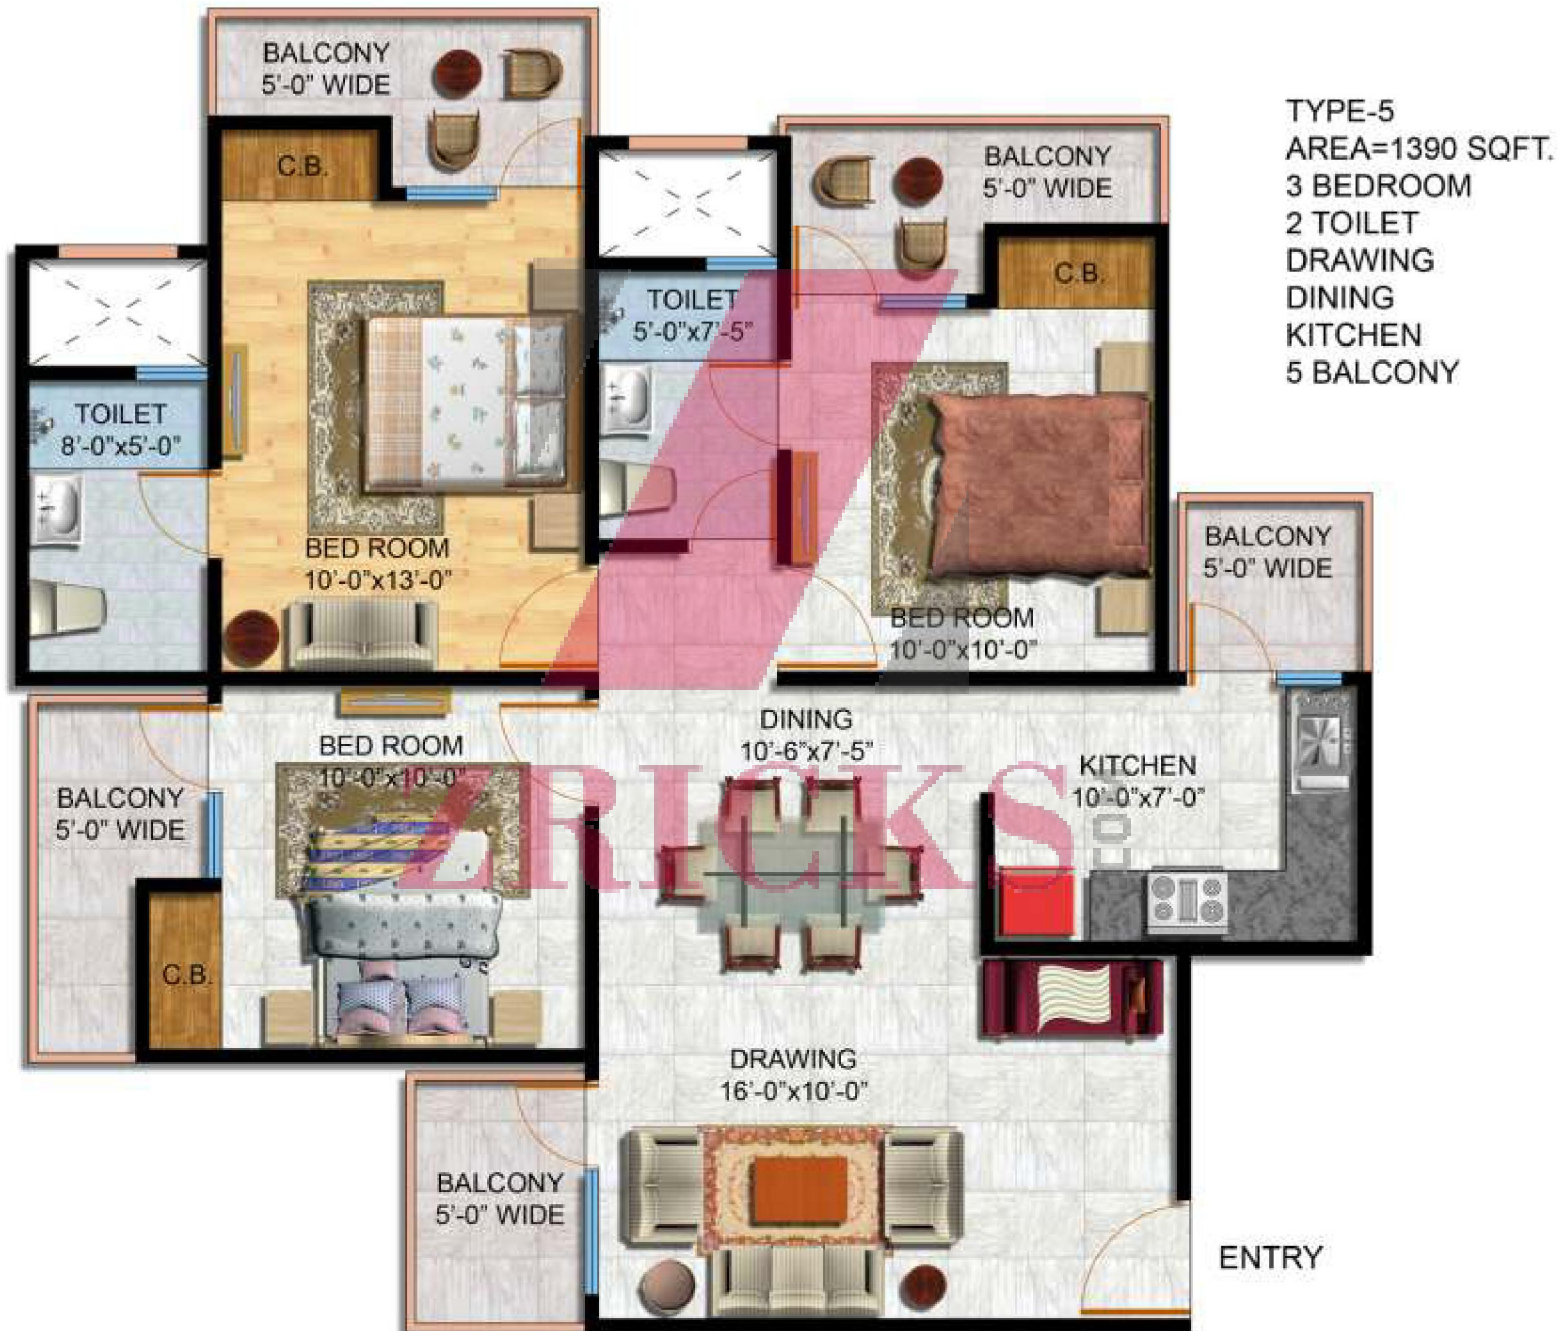 BALCONY
5'-0" WIDE
C.B.
BALCONY
5'-0" WIDE
C.B.
TYPE-5
AREA=1390 SQFT.
3 BEDROOM
2 TOILET
DRAWING
DINING
KITCHEN
5 BALCONY
TOILET
5'-0"x7'-5"
TOILET
8'-0"x5'-0"
BED ROOM
10'-0"x13'-0"
BALCONY
5'-0" WIDE
BED ROOM
10'-0"x10'-0"
BED ROOM
10'-0"x10'-0"
DINING
10'-6"x7'-5"
KITCHEN
10'-0"x7'-0"
BALCONY
5'-0" WIDE
ZRICKS
.COM
C.B.
DRAWING
16'-0"x10'-0"
BALCONY
5'-0" WIDE
ENTRY